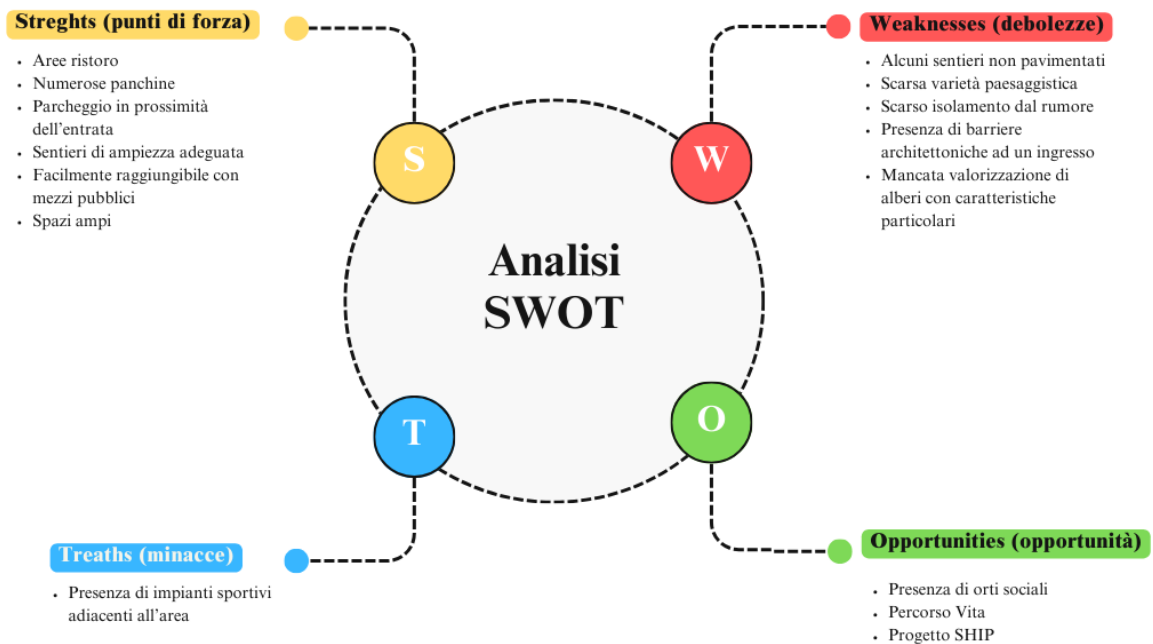 Streghts (punti di forza)
• Aree ristoro
• Numerose panchine
• Parcheggio in prossimità
dell'entrata
• Sentieri di ampiezza adeguata
• Facilmente raggiungibile con
mezzi pubblici
• Spazi ampi
Weaknesses (debolezze)
• Alcuni sentieri non pavimentati
• Scarsa varietà paesaggistica
• Scarso isolamento dal rumore
• Presenza di barriere
architettoniche ad un ingresso
• Mancata valorizzazione di
alberi con caratteristiche
particolari
S
W
Analisi
SWOT
T
O
Treaths (minacce)
• Presenza di impianti sportivi
adiacenti all'area
Opportunities (opportunità)
• Presenza di orti sociali
• Percorso Vita
• Progetto SHIP